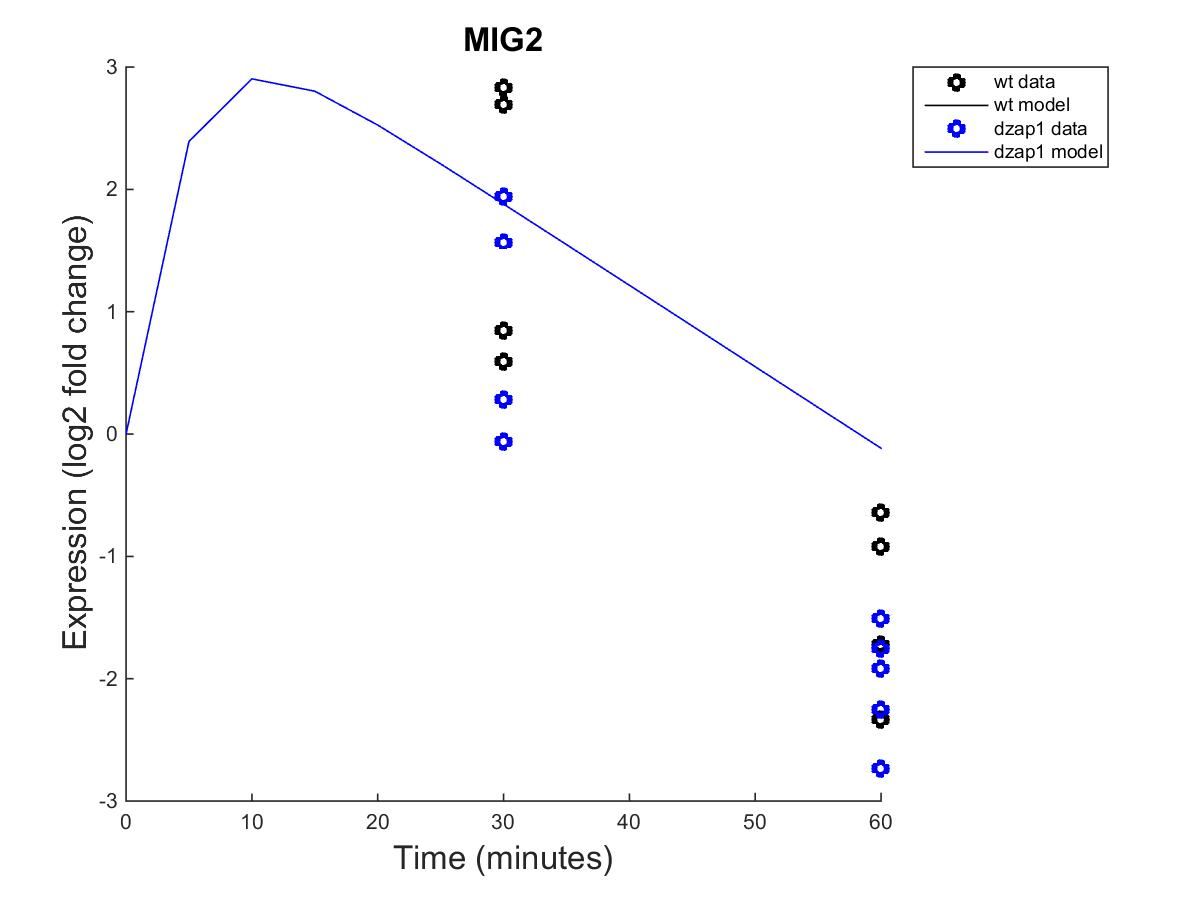 MIG2
wt data
wt model
dzap1 data
dzap1 model
3
2
1
0
-1
-2
-3
Expression (log2 fold change)
0 10 20 30 40 50 60
Time (minutes)